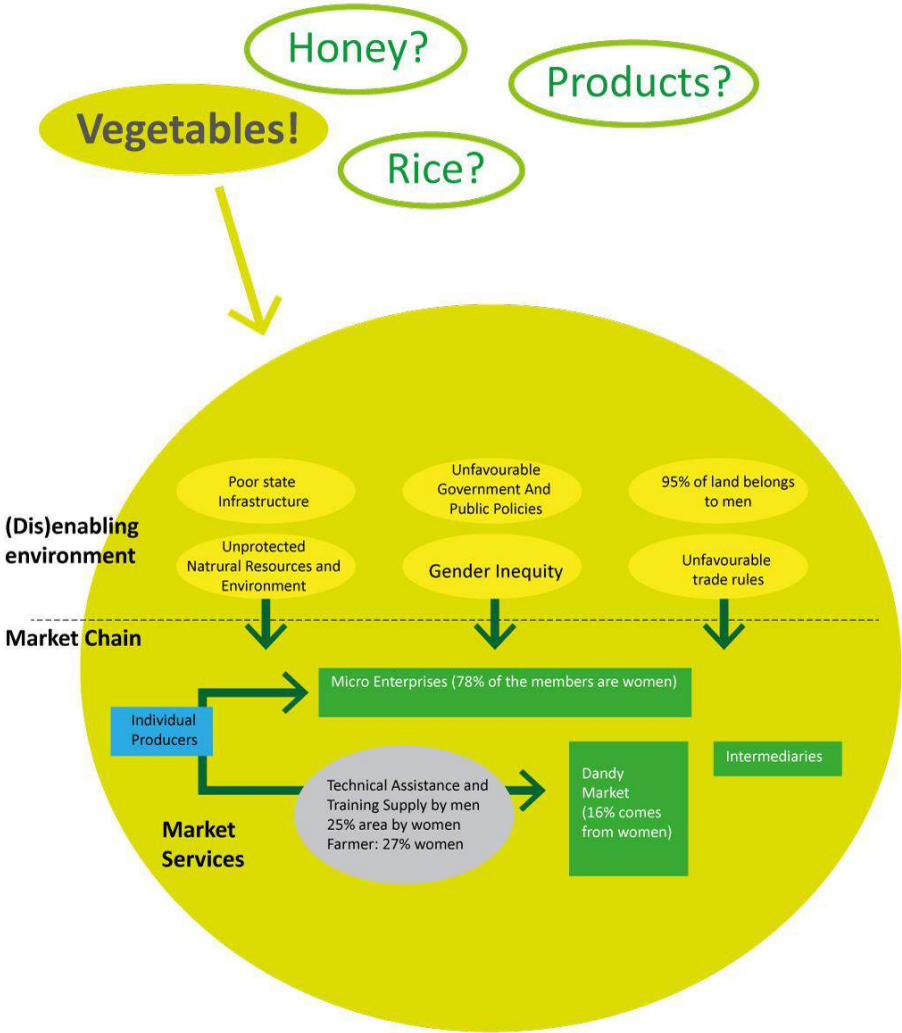 Honey?
Products?
Vegetables!
Rice?
Poor state
Infrastructure
Unfavourable
Government And
Public Policies
95% of land belongs
to men
(Dis)enabling
environment
Unprotected
Natrural Resources and
Environment
Gender Inequity
Unfavourable
trade rules
Market Chain
Micro Enterprises (78% of the members are women)
Individual
Producers
Technical Assistance and
Training Supply by men
25% area by women
Farmer: 27% women
Dandy
Market
(16% comes
from women)
Intermediaries
Market
Services